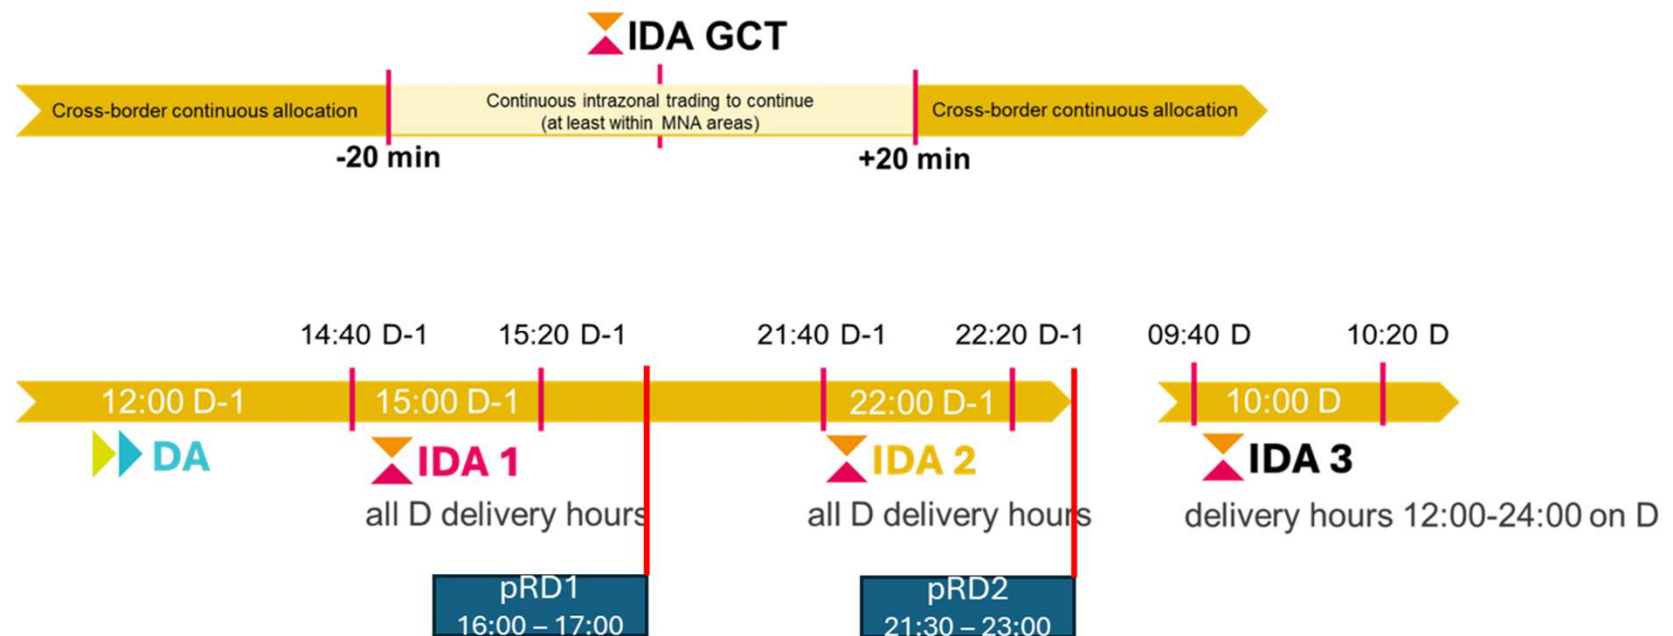 IDA GCT
Cross-border continuous allocation
Continuous intrazonal trading to continue
(at least within MNA areas)
Cross-border continuous allocation
-20 min
+20 min
14:40 D-1
15:20 D-1
21:40 D-1
22:20 D-1
09:40 D
10:20 D
12:00 D-1
15:00 D-1
22:00 D-1
10:00 D
DA
IDA 1
IDA 2
IDA 3
all D delivery hours
all D delivery hours
delivery hours 12:00-24:00 on D
pRD1
16:00 – 17:00
pRD2
21:30 – 23:00